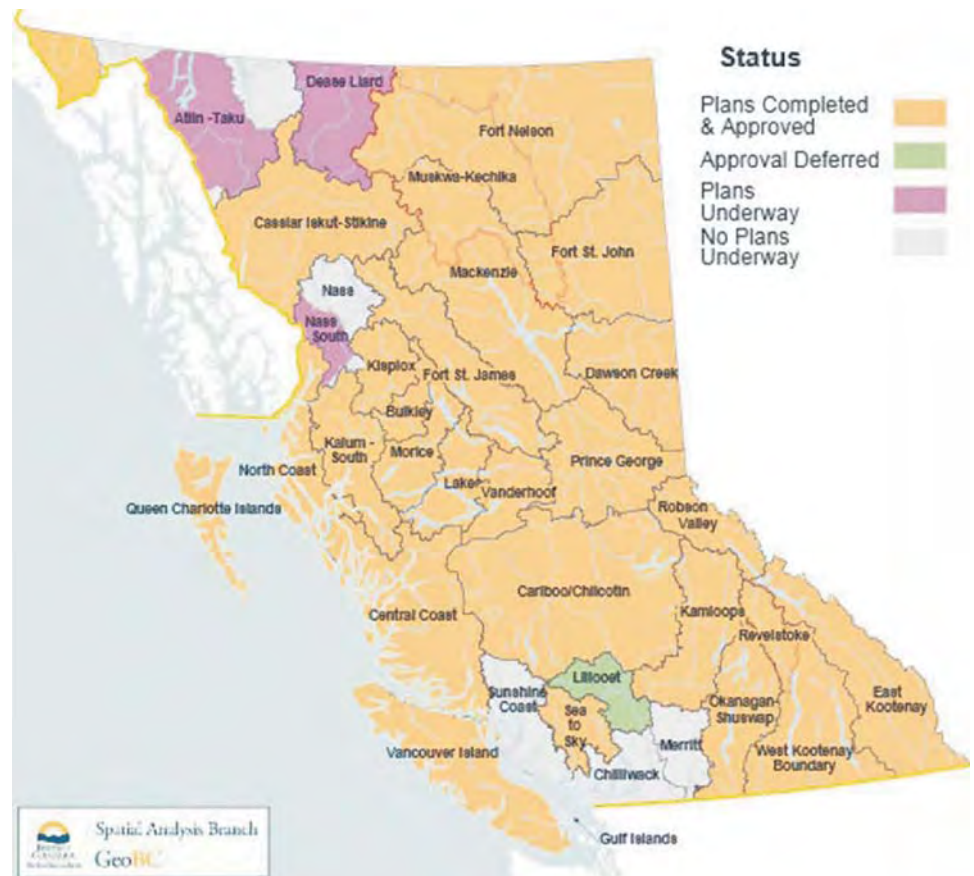 Status
Plans Completed
& Approved
Approval Deferred
Plans
Underway
No Plans
Underway
Atlin -Taku
Dease Liard
Fort Nelson
Muskwa-Kechika
Cassiar Iskut-Stikine
Fort St. John
Mackenzie
Nass
Nass
South
Kispiox
Fort St. James
Dawson Creek
Bulkley
Kalum -
South
Morice
North Coast
Lakes
Vanderhoof
Prince George
Queen Charlotte Islands
Robson
Valley
Cariboo/Chilcotin
Central Coast
Kamloops
Revelstoke
Lillooet
Sunshine
Coast
Sea
to
Sky
Okanagan-
Shuswap
East
Kootenay
Merritt
Vancouver Island
West Kootenay
Boundary
Chilliwack
Gulf Islands
Spatial Analysis Branch
GeoBC